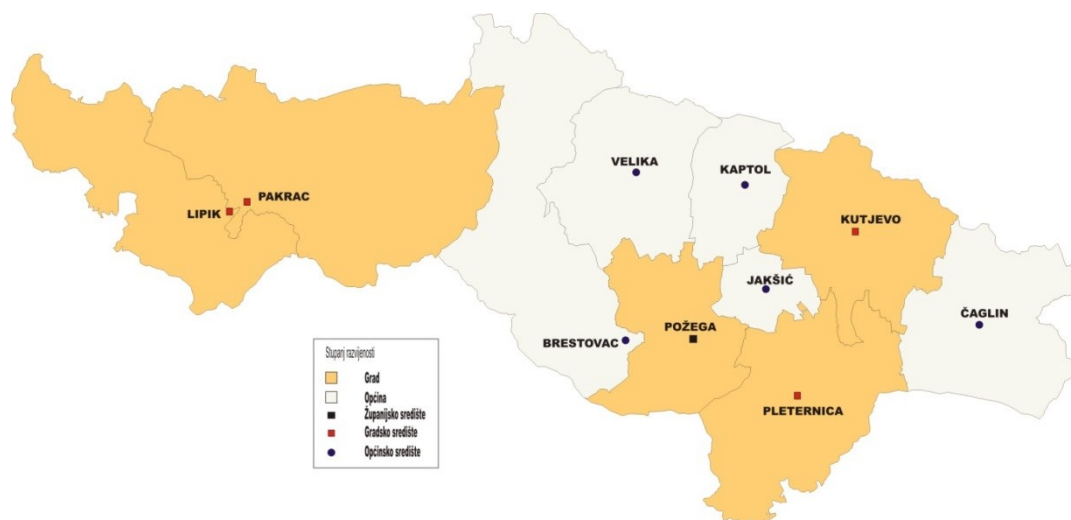 VELIKA
KAPTOL
PAKRAC
LIPIK
KUTJEVO
JAKŠIĆ
ČAGLIN
POŽEGA
BRESTOVAC
PLETERNICA
Stupanj razvijenosti
Grad
Općina
Županijsko središte
Gradsko središte
Općinsko središte